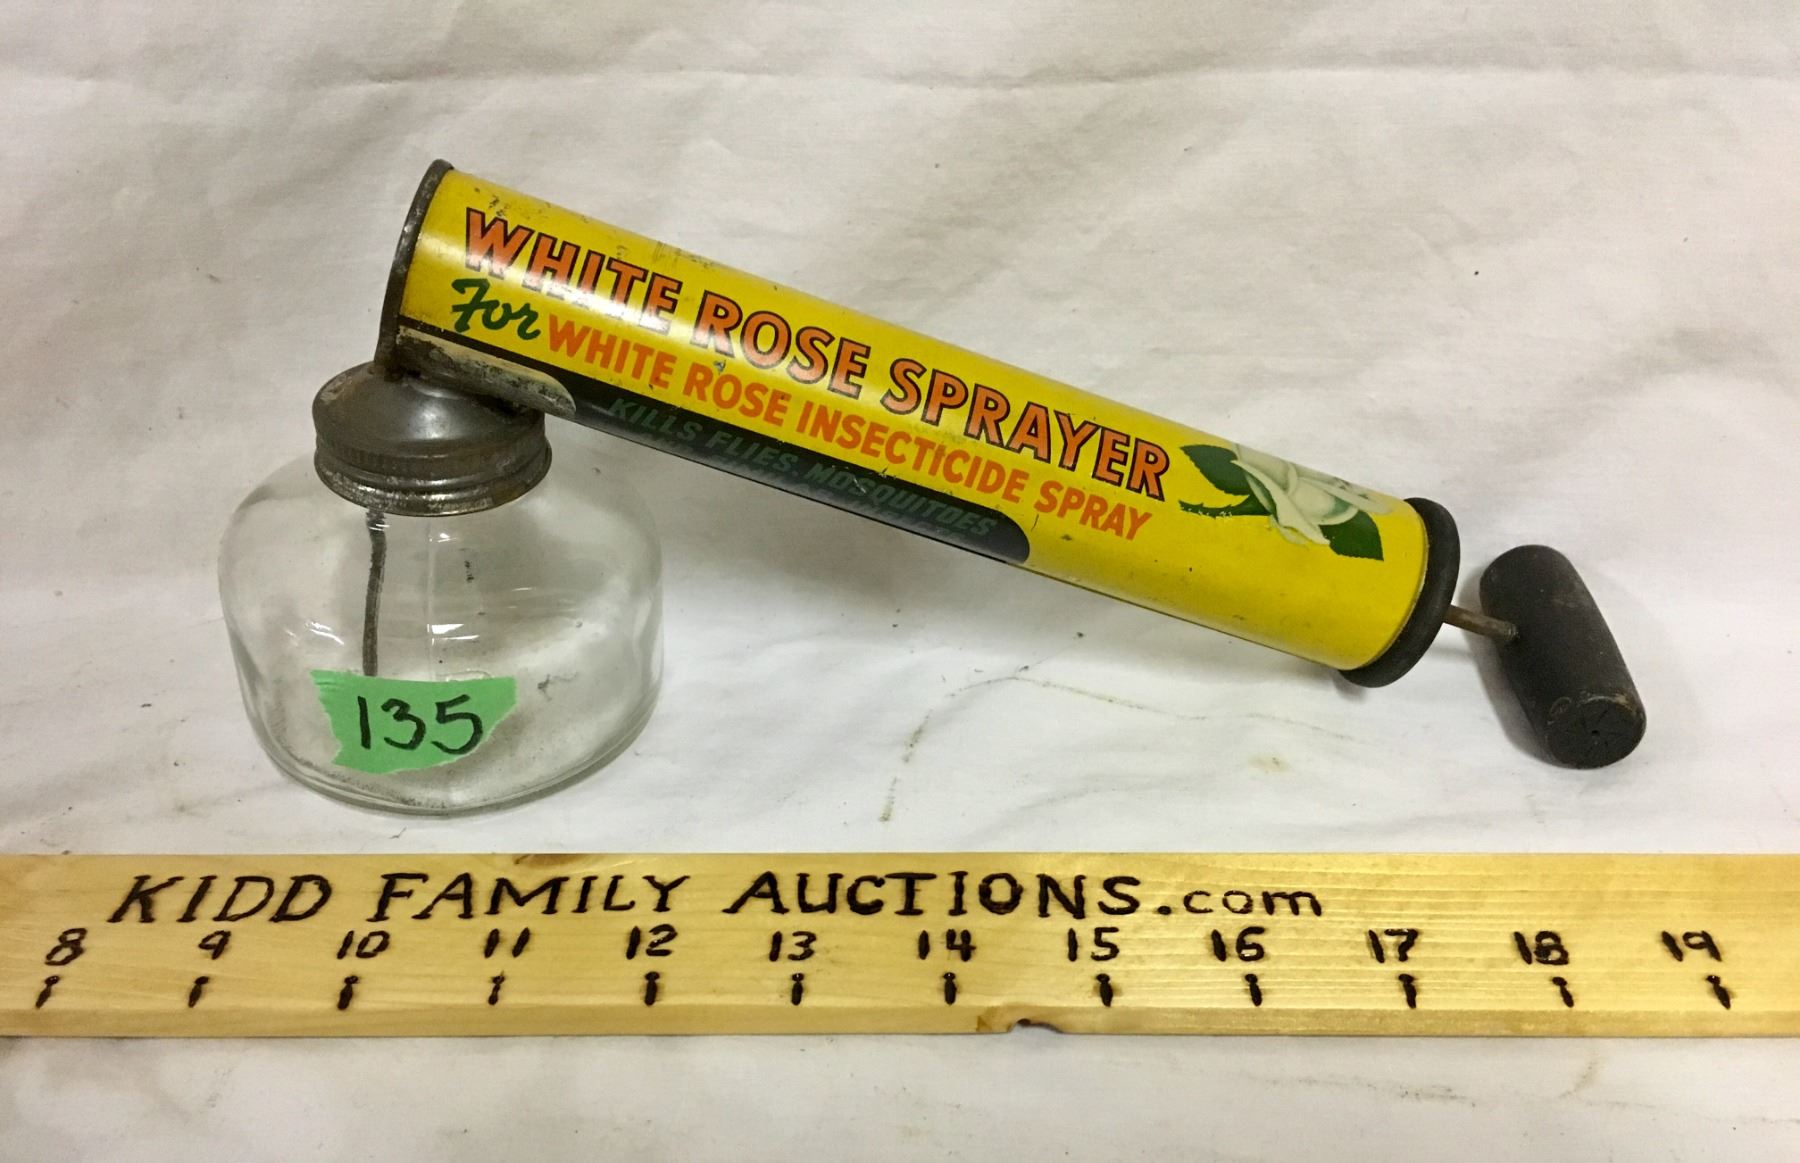 WHITE ROSE SPRAYER
For WHITE ROSE INSECTICIDE SPRAY
KILLS FLIES, MOSQUITOES
135
KIDD FAMILY AUCTIONS.com
8 9 10 11 12 13 14 15 16 17 18 19